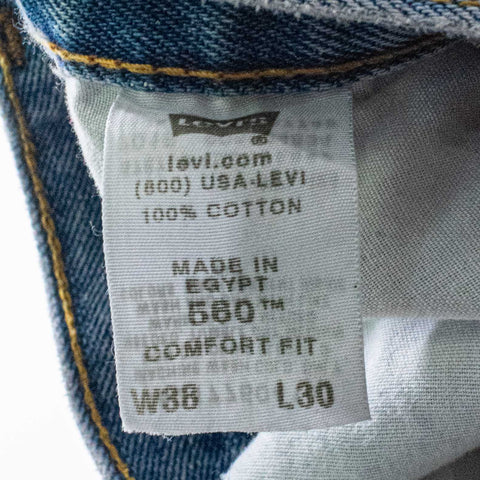 LEVI'S
®
levi.com
(800) USA-LEVI
100% COTTON
MADE IN
EGYPT
560™
COMFORT FIT
W38 L30